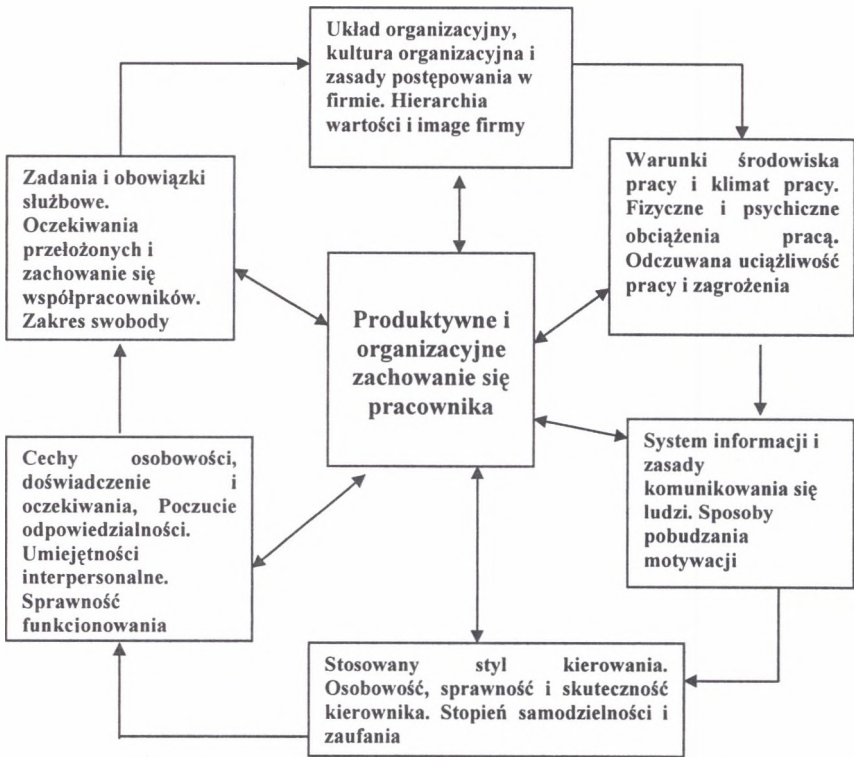 Układ organizacyjny,
kultura organizacyjna i
zasady postępowania w
firmie. Hierarchia
wartości i image firmy
Warunki środowiska
pracy i klimat pracy.
Fizyczne i psychiczne
obciążenia pracą.
Odczuwana uciążliwość
pracy i zagrożenia
Zadania i obowiązki
służbowe.
Oczekiwania
przełożonych i
zachowanie się
współpracowników.
Zakres swobody
Produktywne i
organizacyjne
zachowanie się
pracownika
System informacji i
zasady
komunikowania się
ludzi. Sposoby
pobudzania
motywacji
Cechy osobowości,
doświadczenie i
oczekiwania, Poczucie
odpowiedzialności.
Umiejętności
interpersonalne.
Sprawność
funkcjonowania
Stosowany styl kierowania.
Osobowość, sprawność i skuteczność
kierownika. Stopień samodzielności i
zaufania